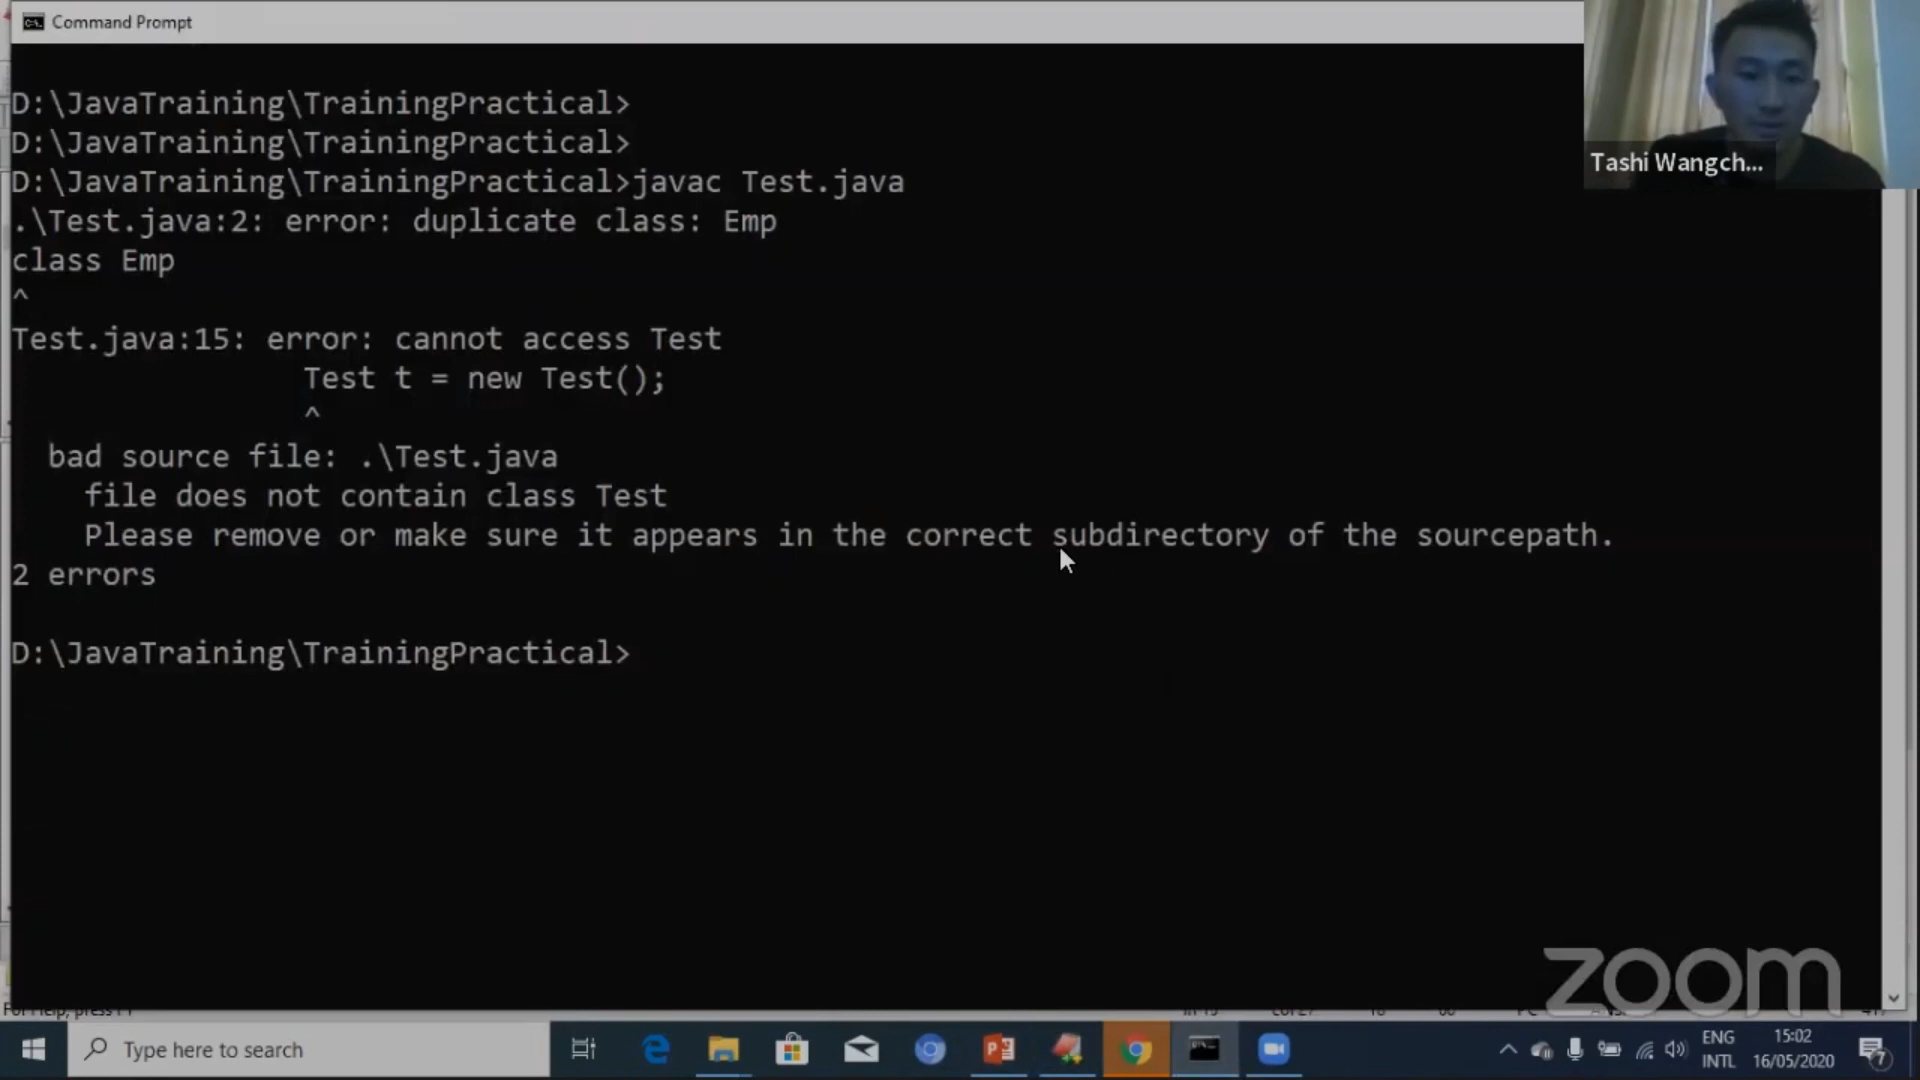 Command Prompt
D:\JavaTraining\TrainingPractical>
D:\JavaTraining\TrainingPractical>
D:\JavaTraining\TrainingPractical>javac Test.java
.\Test.java:2: error: duplicate class: Emp
class Emp
^
Test.java:15: error: cannot access Test
Test t = new Test();
^
bad source file: .\Test.java
file does not contain class Test
Please remove or make sure it appears in the correct subdirectory of the sourcepath.
2 errors
D:\JavaTraining\TrainingPractical>
Tashi Wangch...
zoom
Type here to search
ENG
INTL
15:02
16/05/2020
7